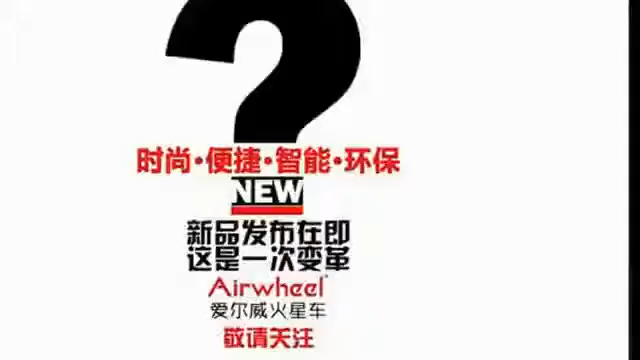 ?
时尚·便捷·智能·环保
NEW
新品发布在即
这是一次变革
Airwheel
爱尔威火星车
敬请关注